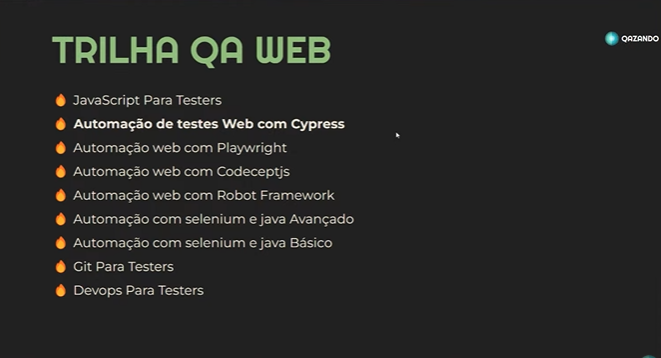 TRILHA QA WEB
QAZANDO
JavaScript Para Testers
Automação de testes Web com Cypress
Automação web com Playwright
Automação web com Codeceptjs
Automação web com Robot Framework
Automação com selenium e java Avançado
Automação com selenium e java Básico
Git Para Testers
Devops Para Testers